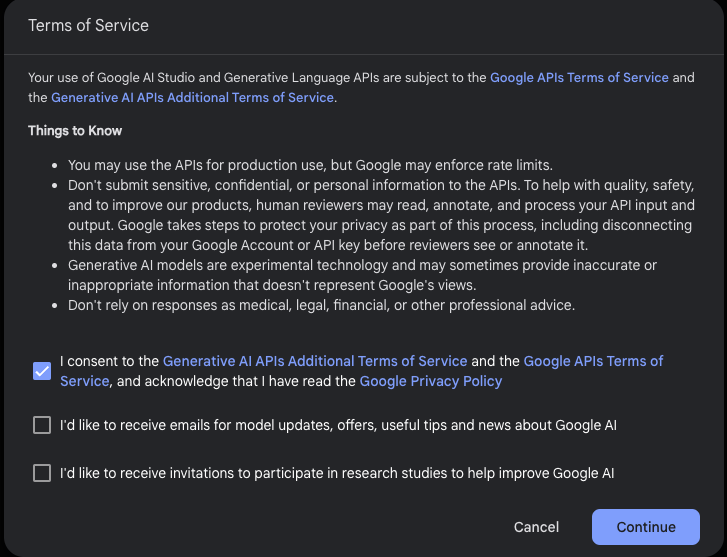 Terms of Service
Your use of Google AI Studio and Generative Language APIs are subject to the Google APIs Terms of Service and
the Generative AI APIs Additional Terms of Service.
Things to Know
• You may use the APIs for production use, but Google may enforce rate limits.
• Don't submit sensitive, confidential, or personal information to the APIs. To help with quality, safety,
and to improve our products, human reviewers may read, annotate, and process your API input and
output. Google takes steps to protect your privacy as part of this process, including disconnecting
this data from your Google Account or API key before reviewers see or annotate it.
• Generative AI models are experimental technology and may sometimes provide inaccurate or
inappropriate information that doesn't represent Google's views.
• Don't rely on responses as medical, legal, financial, or other professional advice.
I consent to the Generative AI APIs Additional Terms of Service and the Google APIs Terms of
Service, and acknowledge that I have read the Google Privacy Policy
I'd like to receive emails for model updates, offers, useful tips and news about Google AI
I'd like to receive invitations to participate in research studies to help improve Google AI
Cancel
Continue